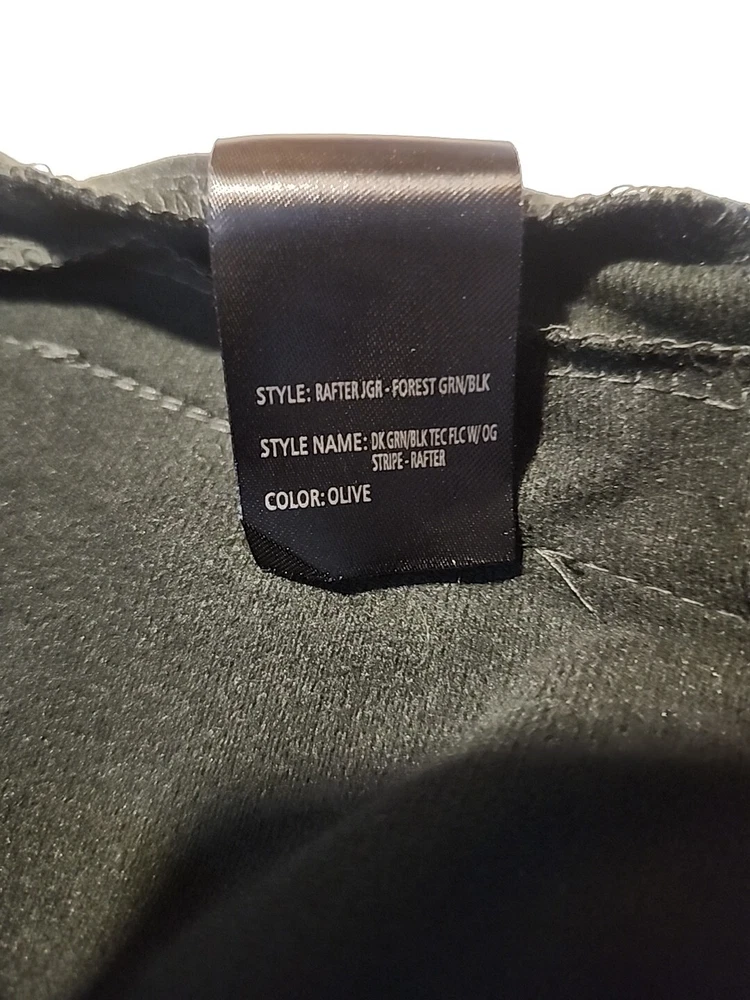 STYLE: RAFTER JGR - FOREST GRN/BLK
STYLE NAME: DK GRN/BLK TEC FLC W/ OG
STRIPE - RAFTER
COLOR: OLIVE